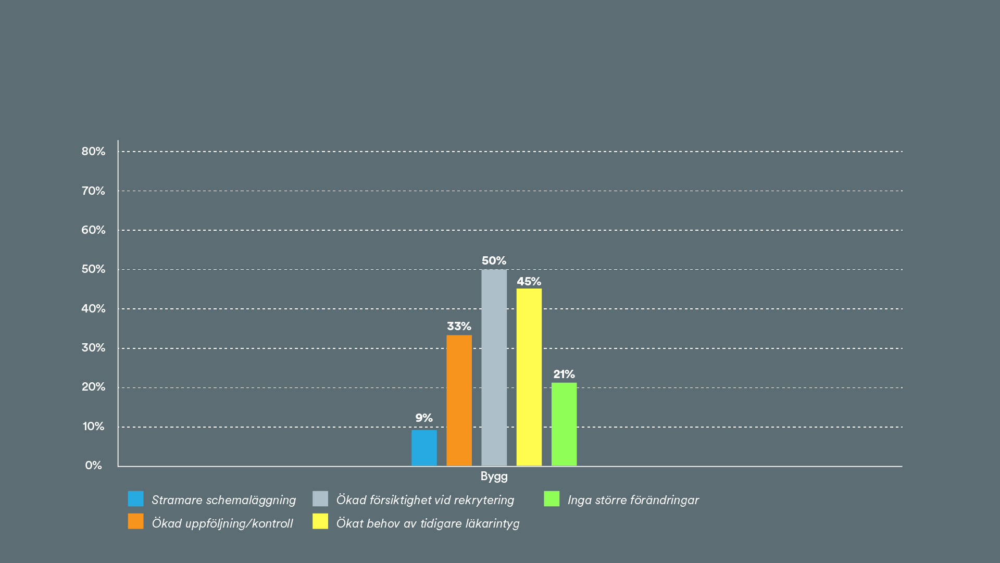 80%
70%
60%
50%
40%
30%
20%
10%
0%
9%
33%
50%
45%
21%
Bygg
Stramare schemaläggning
Ökad uppföljning/kontroll
Ökad försiktighet vid rekrytering
Ökat behov av tidigare läkarintyg
Inga större förändringar